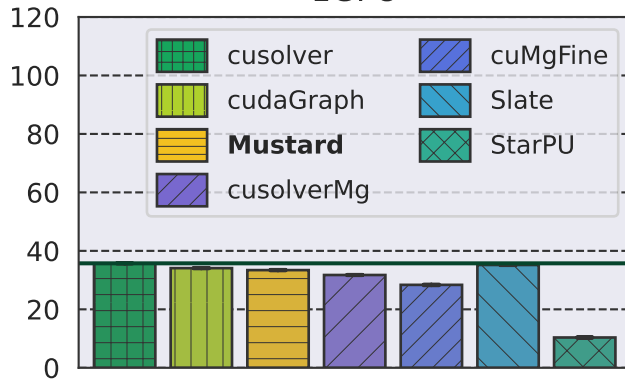 120
100
80
60
40
20
0
cusolver
cudaGraph
Mustard
cusolverMg
cuMgFine
Slate
StarPU